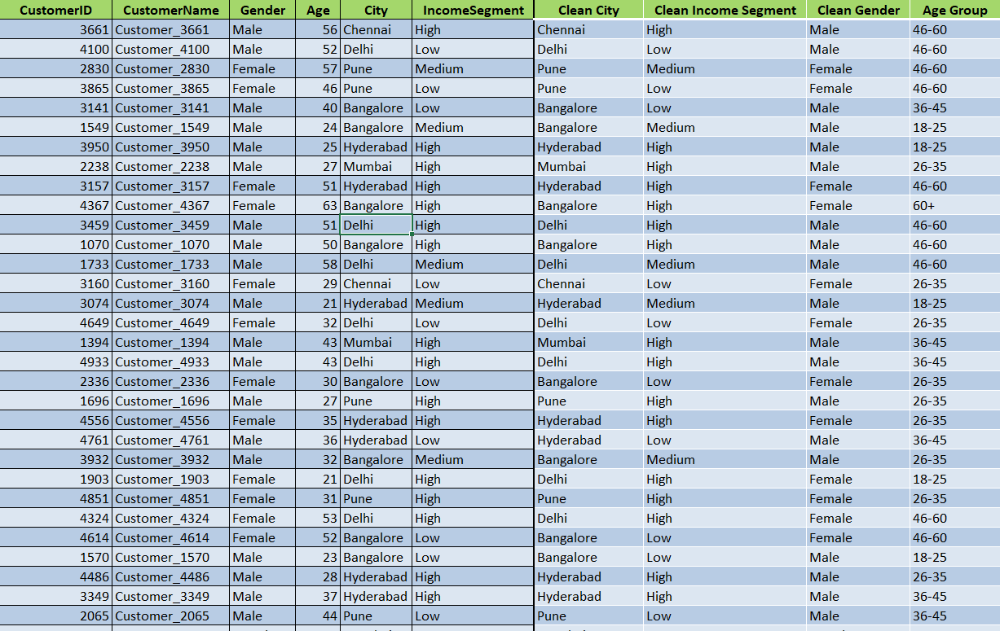 CustomerID CustomerName Gender Age City IncomeSegment Clean City Clean Income Segment Clean Gender Age Group
3661 Customer_3661 Male 56 Chennai High Chennai High Male 46-60
4100 Customer_4100 Male 52 Delhi Low Delhi Low Male 46-60
2830 Customer_2830 Female 57 Pune Medium Pune Medium Female 46-60
3865 Customer_3865 Female 46 Pune Low Pune Low Female 46-60
3141 Customer_3141 Male 40 Bangalore Low Bangalore Low Male 36-45
1549 Customer_1549 Male 24 Bangalore Medium Bangalore Medium Male 18-25
3950 Customer_3950 Male 25 Hyderabad High Hyderabad High Male 18-25
2238 Customer_2238 Male 27 Mumbai High Mumbai High Male 26-35
3157 Customer_3157 Female 51 Hyderabad High Hyderabad High Female 46-60
4367 Customer_4367 Female 63 Bangalore High Bangalore High Female 60+
3459 Customer_3459 Male 51 Delhi High Delhi High Male 46-60
1070 Customer_1070 Male 50 Bangalore High Bangalore High Male 46-60
1733 Customer_1733 Male 58 Delhi Medium Delhi Medium Male 46-60
3160 Customer_3160 Female 29 Chennai Low Chennai Low Female 26-35
3074 Customer_3074 Male 21 Hyderabad Medium Hyderabad Medium Male 18-25
4649 Customer_4649 Female 32 Delhi Low Delhi Low Female 26-35
1394 Customer_1394 Male 43 Mumbai High Mumbai High Male 36-45
4933 Customer_4933 Male 43 Delhi High Delhi High Male 36-45
2336 Customer_2336 Female 30 Bangalore Low Bangalore Low Female 26-35
1696 Customer_1696 Male 27 Pune High Pune High Male 26-35
4556 Customer_4556 Female 35 Hyderabad High Hyderabad High Female 26-35
4761 Customer_4761 Male 36 Hyderabad Low Hyderabad Low Male 36-45
3932 Customer_3932 Male 32 Bangalore Medium Bangalore Medium Male 26-35
1903 Customer_1903 Female 21 Delhi High Delhi High Female 18-25
4851 Customer_4851 Female 31 Pune High Pune High Female 26-35
4324 Customer_4324 Female 53 Delhi High Delhi High Female 46-60
4614 Customer_4614 Female 52 Bangalore Low Bangalore Low Female 46-60
1570 Customer_1570 Male 23 Bangalore Low Bangalore Low Male 18-25
4486 Customer_4486 Male 28 Hyderabad High Hyderabad High Male 26-35
3349 Customer_3349 Male 37 Hyderabad High Hyderabad High Male 36-45
2065 Customer_2065 Male 44 Pune Low Pune Low Male 36-45